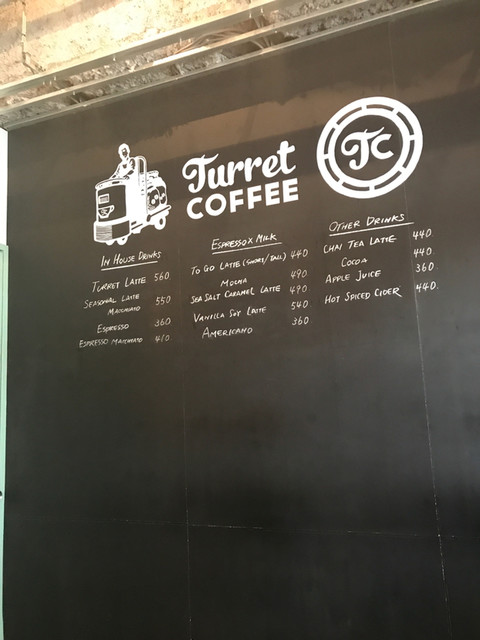 Turret
COFFEE
TC
IN HOUSE DRINKS
TURRET LATTE 560.
SEASONAL LATTE 550
MACCHIATO
ESPRESSO 360
ESPRESSO MACCHIATO 410.
ESPRESSO X MILK
TO GO LATTE (SHORT/TALL) 440
MOCHA 490
SEA SALT CARAMEL LATTE 490
VANILLA SOY LATTE 540
AMERICANO 360
OTHER DRINKS
CHAI TEA LATTE 440.
COCOA 440
APPLE JUICE 360
HOT SPICED CIDER 440.